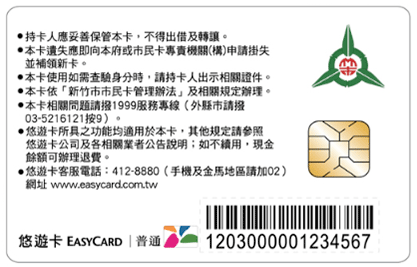 ●持卡人應妥善保管本卡，不得出借及轉讓。
●本卡遺失應即向本府或市民卡專責機關(構)申請掛失
並補領新卡。
●本卡使用如需查驗身分時，請持卡人出示相關證件。
●本卡依「新竹市市民卡管理辦法」及相關規定辦理。
●本卡相關問題請撥1999服務專線（外縣市請撥
03-5216121按9）。
●悠遊卡所具之功能均適用於本卡，其他規定請參照
悠遊卡公司及各相關業者公告說明；如不續用，現金
餘額可辦理退費。
●悠遊卡客服電話：412-8880（手機及金馬地區請加02）
網址 www.easycard.com.tw
悠遊卡 EASYCARD | 普通
1203000001234567